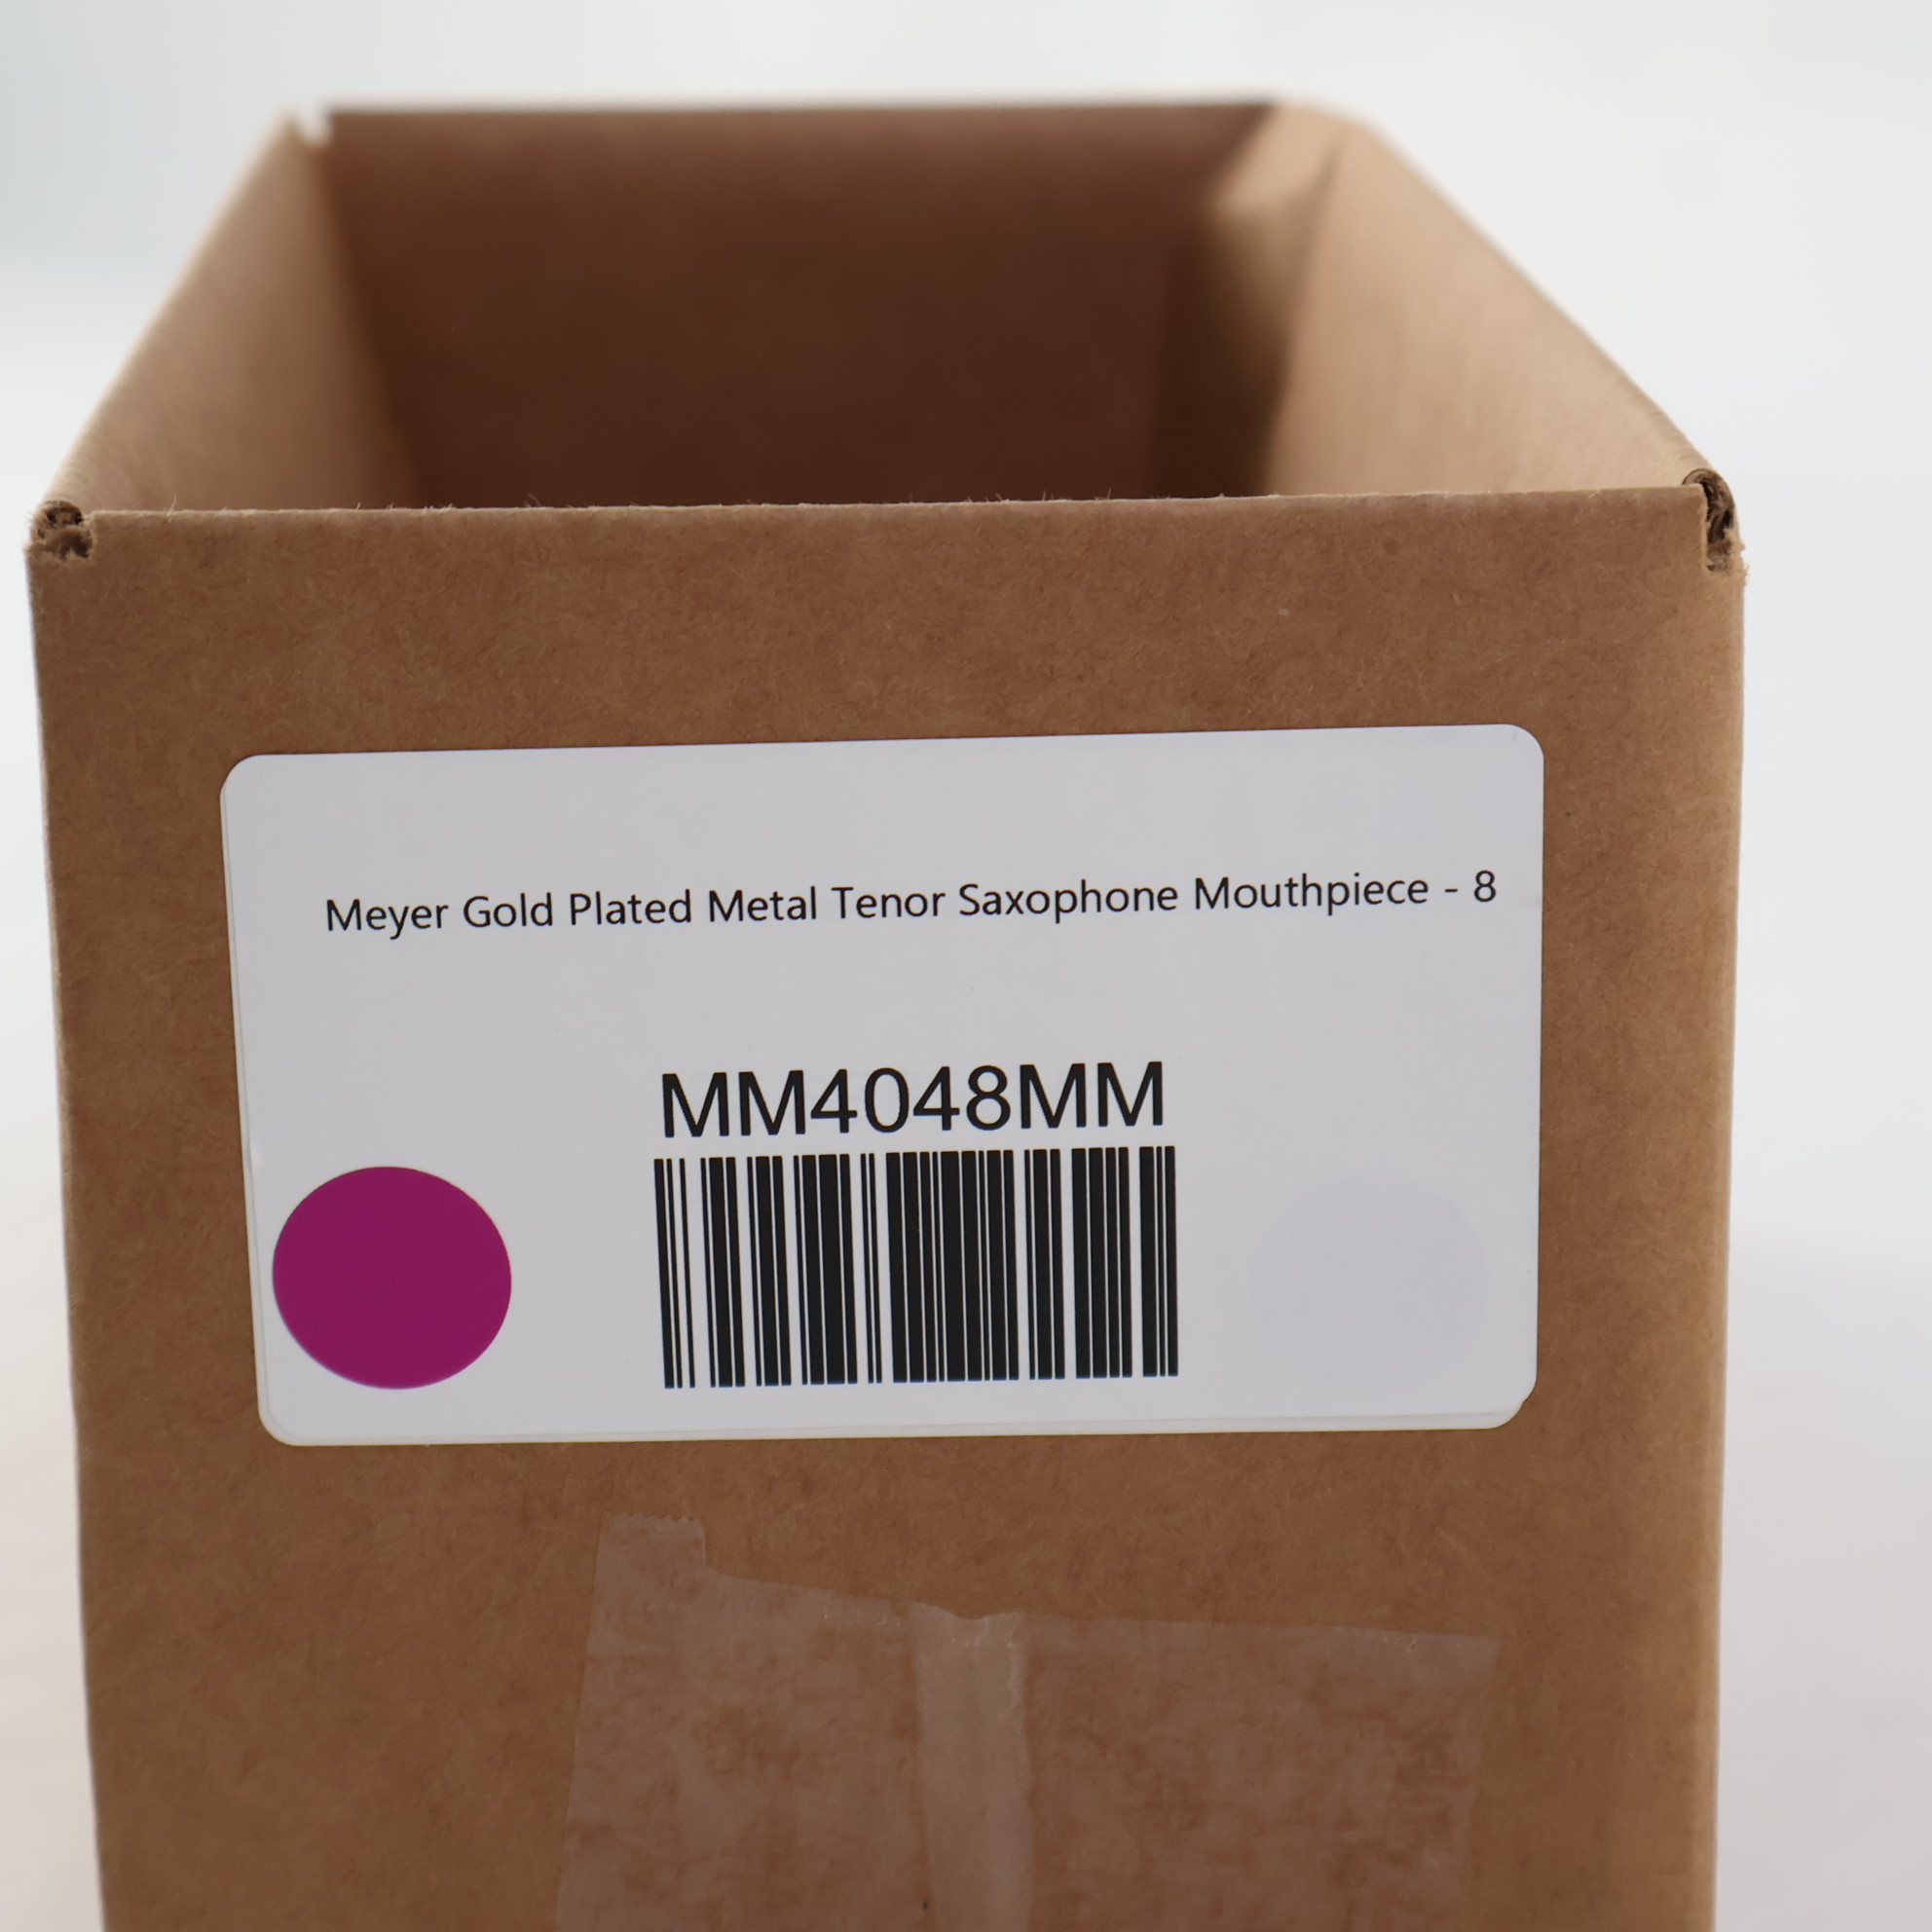 Meyer Gold Plated Metal Tenor Saxophone Mouthpiece - 8
MM4048MM